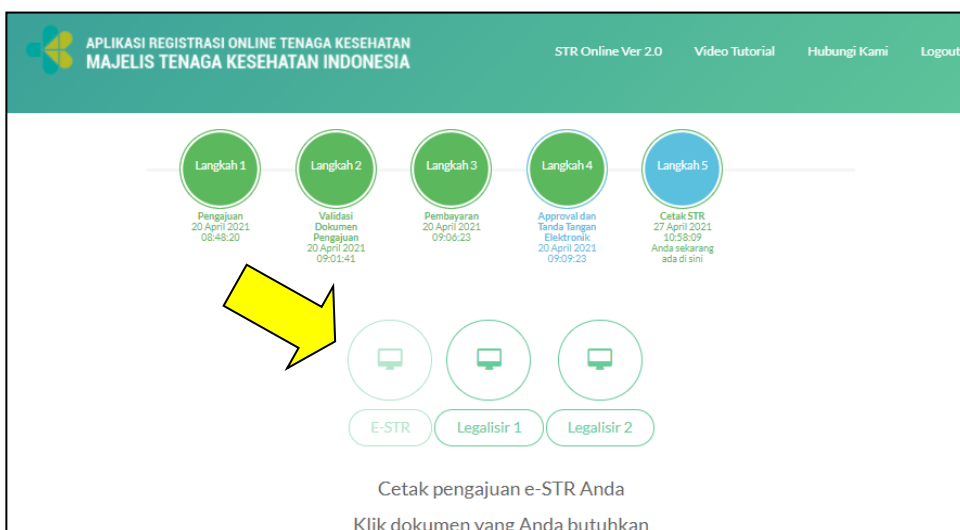 APLIKASI REGISTRASI ONLINE TENAGA KESEHATAN
MAJELIS TENAGA KESEHATAN INDONESIA
STR Online Ver 2.0
Video Tutorial
Hubungi Kami
Logout
Langkah 1
Pengajuan
20 April 2021
08:48:20
Langkah 2
Validasi
Dokumen
Pengajuan
20 April 2021
09:01:41
Langkah 3
Pembayaran
20 April 2021
09:06:23
Langkah 4
Approval dan
Tanda Tangan
Elektronik
20 April 2021
09:09:23
Langkah 5
Cetak STR
27 April 2021
10:58:09
Anda sekarang
ada di sini
E-STR
Legalisir 1
Legalisir 2
Cetak pengajuan e-STR Anda
Klik dokumen yang Anda butuhkan